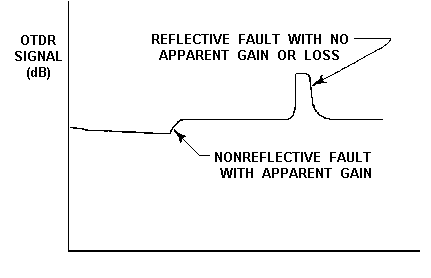 OTDR
SIGNAL
(dB)
REFLECTIVE FAULT WITH NO
APPARENT GAIN OR LOSS
NONREFLECTIVE FAULT
WITH APPARENT GAIN